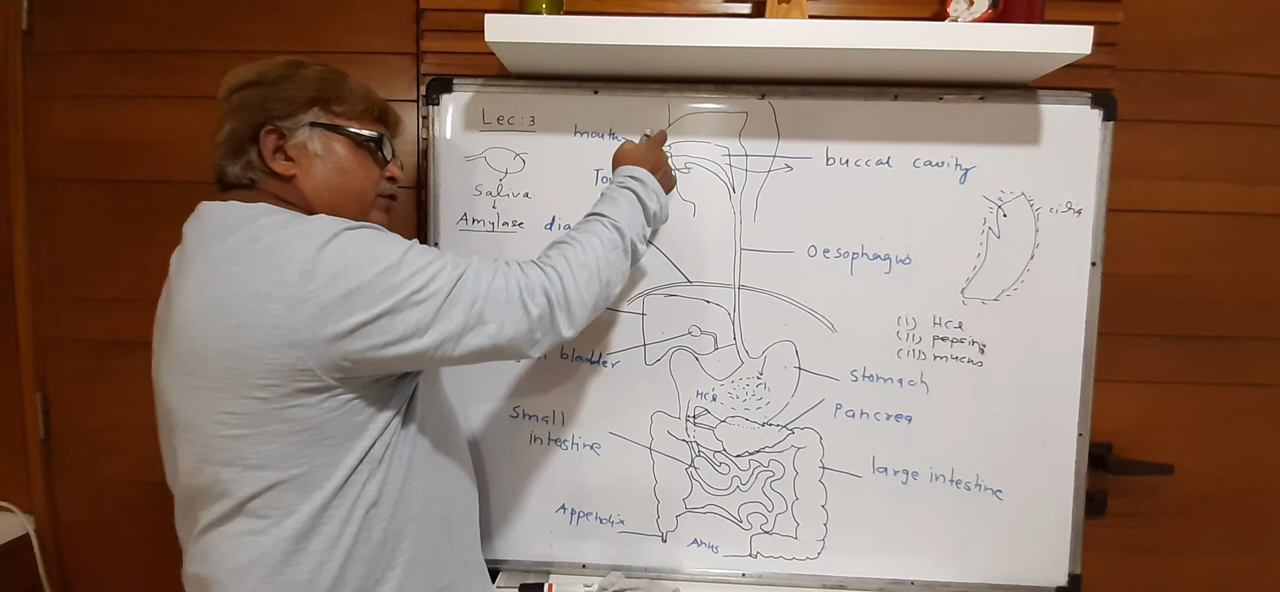 Lec: 3
mouth
buccal cavity
Saliva
Amylase
cilia
Oesophagus
(i) HCl
(ii) pepsine
(iii) mucus
bladder
Stomach
HCl
Pancrea
Small
intestine
large intestine
Appendix
Anus